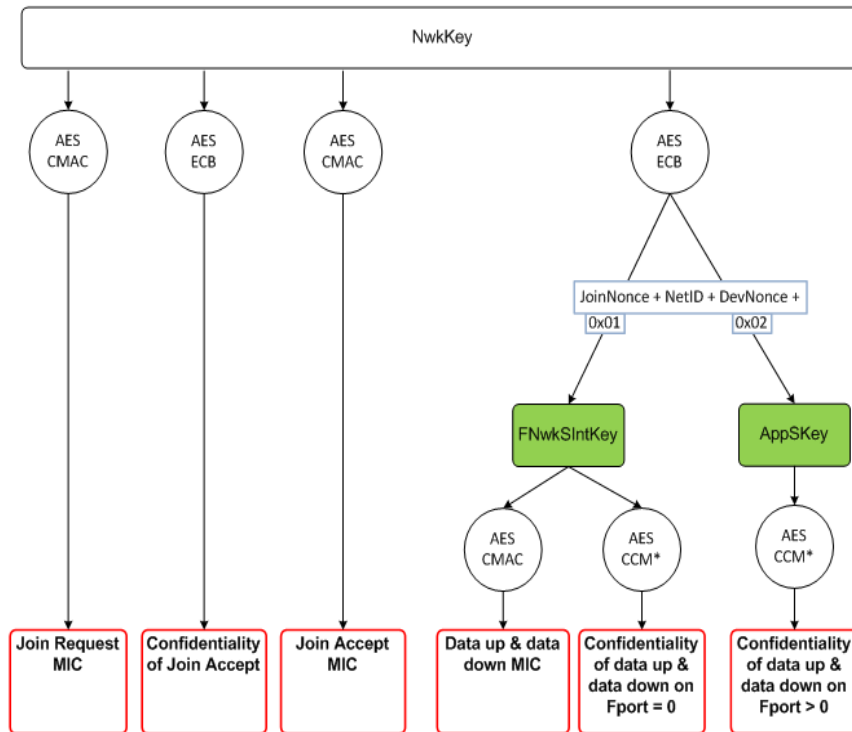 NwkKey
AES
CMAC
AES
ECB
AES
CMAC
AES
ECB
JoinNonce + NetID + DevNonce +
0x01
0x02
FNwkSIntKey
AppSKey
AES
CMAC
AES
CCM*
AES
CCM*
Join Request
MIC
Confidentiality
of Join Accept
Join Accept
MIC
Data up & data
down MIC
Confidentiality
of data up &
data down on
Fport = 0
Confidentiality
of data up &
data down on
Fport > 0